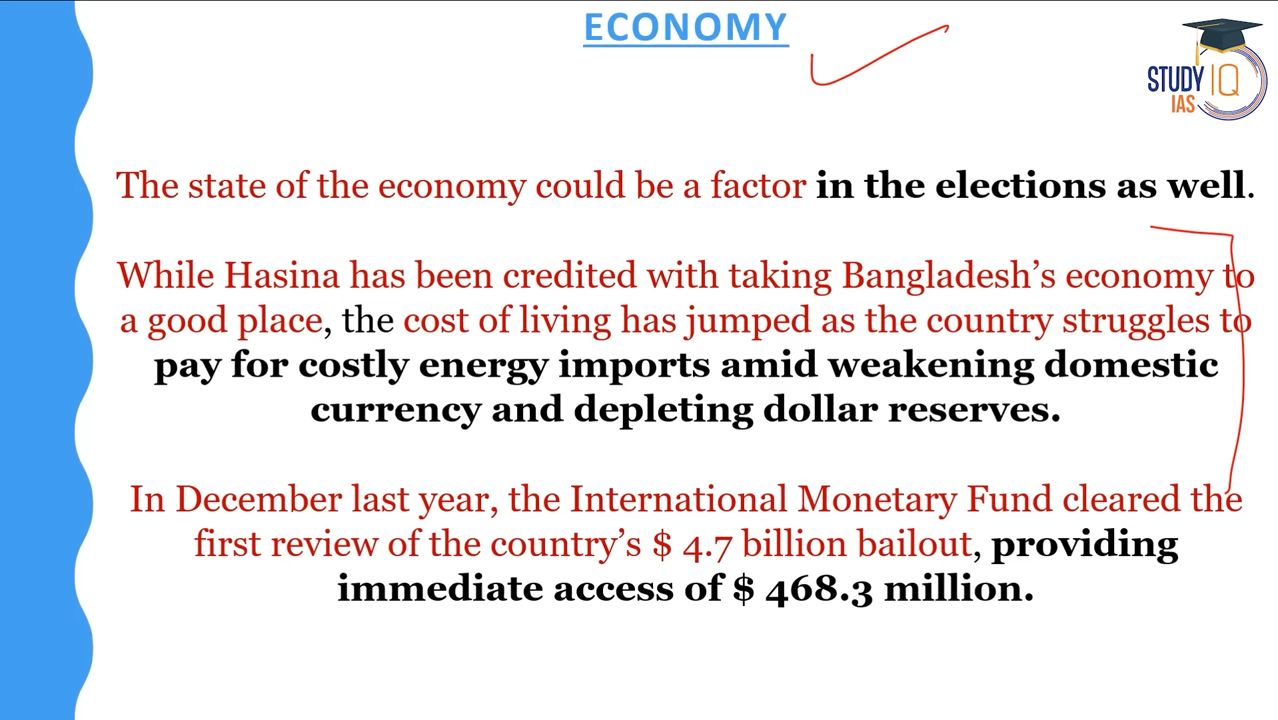 ECONOMY
STUDY IQ
IAS
The state of the economy could be a factor in the elections as well.
While Hasina has been credited with taking Bangladesh’s economy to
a good place, the cost of living has jumped as the country struggles to
pay for costly energy imports amid weakening domestic
currency and depleting dollar reserves.
In December last year, the International Monetary Fund cleared the
first review of the country’s $ 4.7 billion bailout, providing
immediate access of $ 468.3 million.